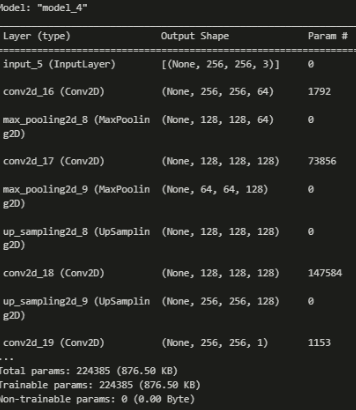 Model: "model_4"
Layer (type) Output Shape Param #
=================================================================
input_5 (InputLayer) [(None, 256, 256, 3)] 0
conv2d_16 (Conv2D) (None, 256, 256, 64) 1792
max_pooling2d_8 (MaxPoolin (None, 128, 128, 64) 0
g2D)
conv2d_17 (Conv2D) (None, 128, 128, 128) 73856
max_pooling2d_9 (MaxPoolin (None, 64, 64, 128) 0
g2D)
up_sampling2d_8 (UpSamplin (None, 128, 128, 128) 0
g2D)
conv2d_18 (Conv2D) (None, 128, 128, 128) 147584
up_sampling2d_9 (UpSamplin (None, 256, 256, 128) 0
g2D)
conv2d_19 (Conv2D) (None, 256, 256, 1) 1153
...
Total params: 224385 (876.50 KB)
Trainable params: 224385 (876.50 KB)
Non-trainable params: 0 (0.00 Byte)